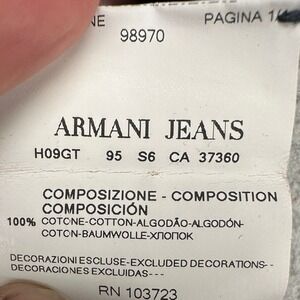 NE PAGINA 1/
98970
ARMANI JEANS
H09GT 95 S6 CA 37360
COMPOSIZIONE - COMPOSITION
COMPOSICIÓN
100% COTONE-COTTON-ALGODÃO-ALGODÓN-
COTON-BAUMWOLLE-ХЛОПОК
DECORAZIONI ESCLUSE-EXCLUDED DECORATIONS--
DECORACIONES EXCLUIDAS---
RN 103723